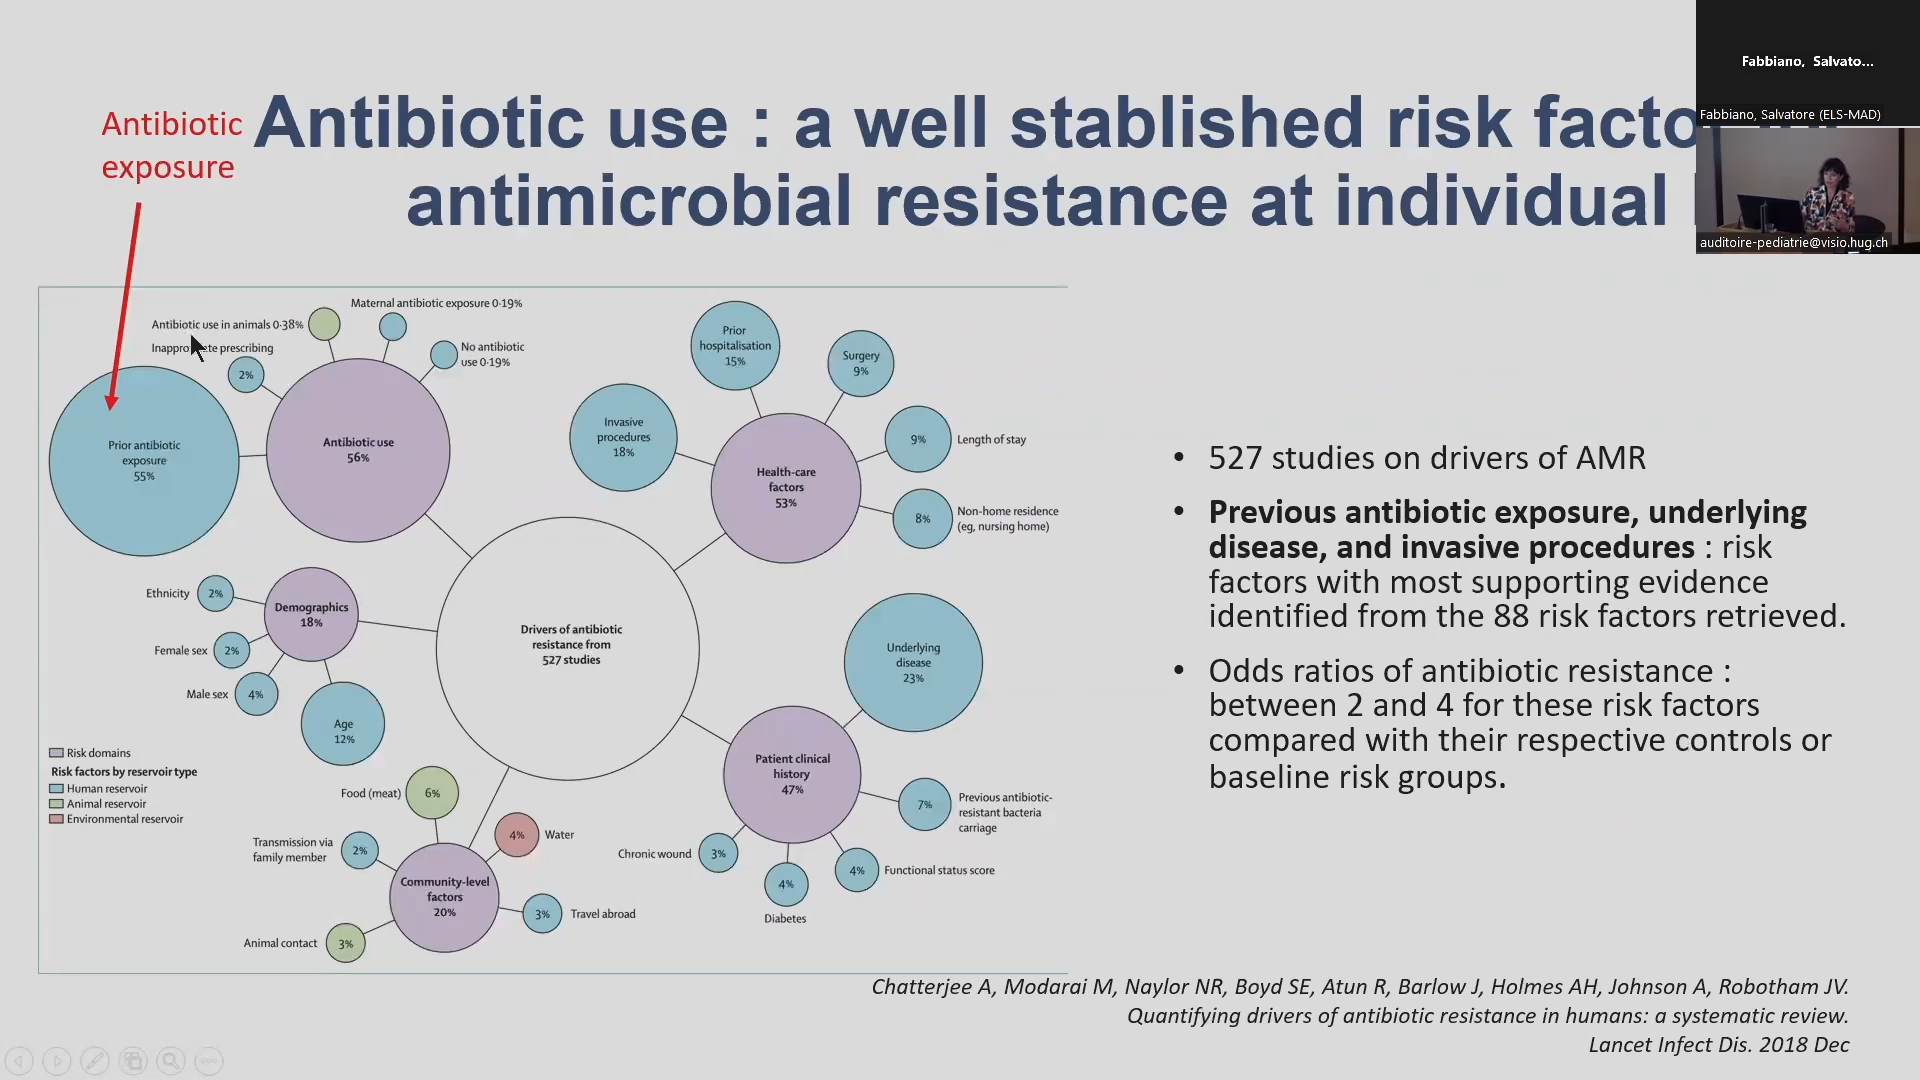 Antibiotic
exposure
Antibiotic use : a well stablished risk facto
antimicrobial resistance at individual
Fabbiano, Salvato...
Fabbiano, Salvatore (ELS-MAD)
auditoire-pediatrie@visio.hug.ch
Maternal antibiotic exposure 0·19%
Antibiotic use in animals 0·38%
prescribing
2%
No antibiotic
use 0·19%
Prior antibiotic
exposure
55%
Antibiotic use
56%
Prior
hospitalisation
15%
Surgery
9%
Invasive
procedures
18%
9%
Length of stay
Health-care
factors
53%
8%
Non-home residence
(eg, nursing home)
Ethnicity
2%
Demographics
18%
Female sex
2%
Male sex
4%
Age
12%
Drivers of antibiotic
resistance from
527 studies
Underlying
disease
23%
Patient clinical
history
47%
7%
Previous antibiotic-
resistant bacteria
carriage
Chronic wound
3%
4%
Diabetes
4%
Functional status score
Risk domains
Risk factors by reservoir type
Human reservoir
Animal reservoir
Environmental reservoir
Food (meat)
6%
4%
Water
Transmission via
family member
2%
Community-level
factors
20%
3%
Travel abroad
Animal contact
3%
• 527 studies on drivers of AMR
• Previous antibiotic exposure, underlying
disease, and invasive procedures : risk
factors with most supporting evidence
identified from the 88 risk factors retrieved.
• Odds ratios of antibiotic resistance :
between 2 and 4 for these risk factors
compared with their respective controls or
baseline risk groups.
Chatterjee A, Modarai M, Naylor NR, Boyd SE, Atun R, Barlow J, Holmes AH, Johnson A, Robotham JV.
Quantifying drivers of antibiotic resistance in humans: a systematic review.
Lancet Infect Dis. 2018 Dec